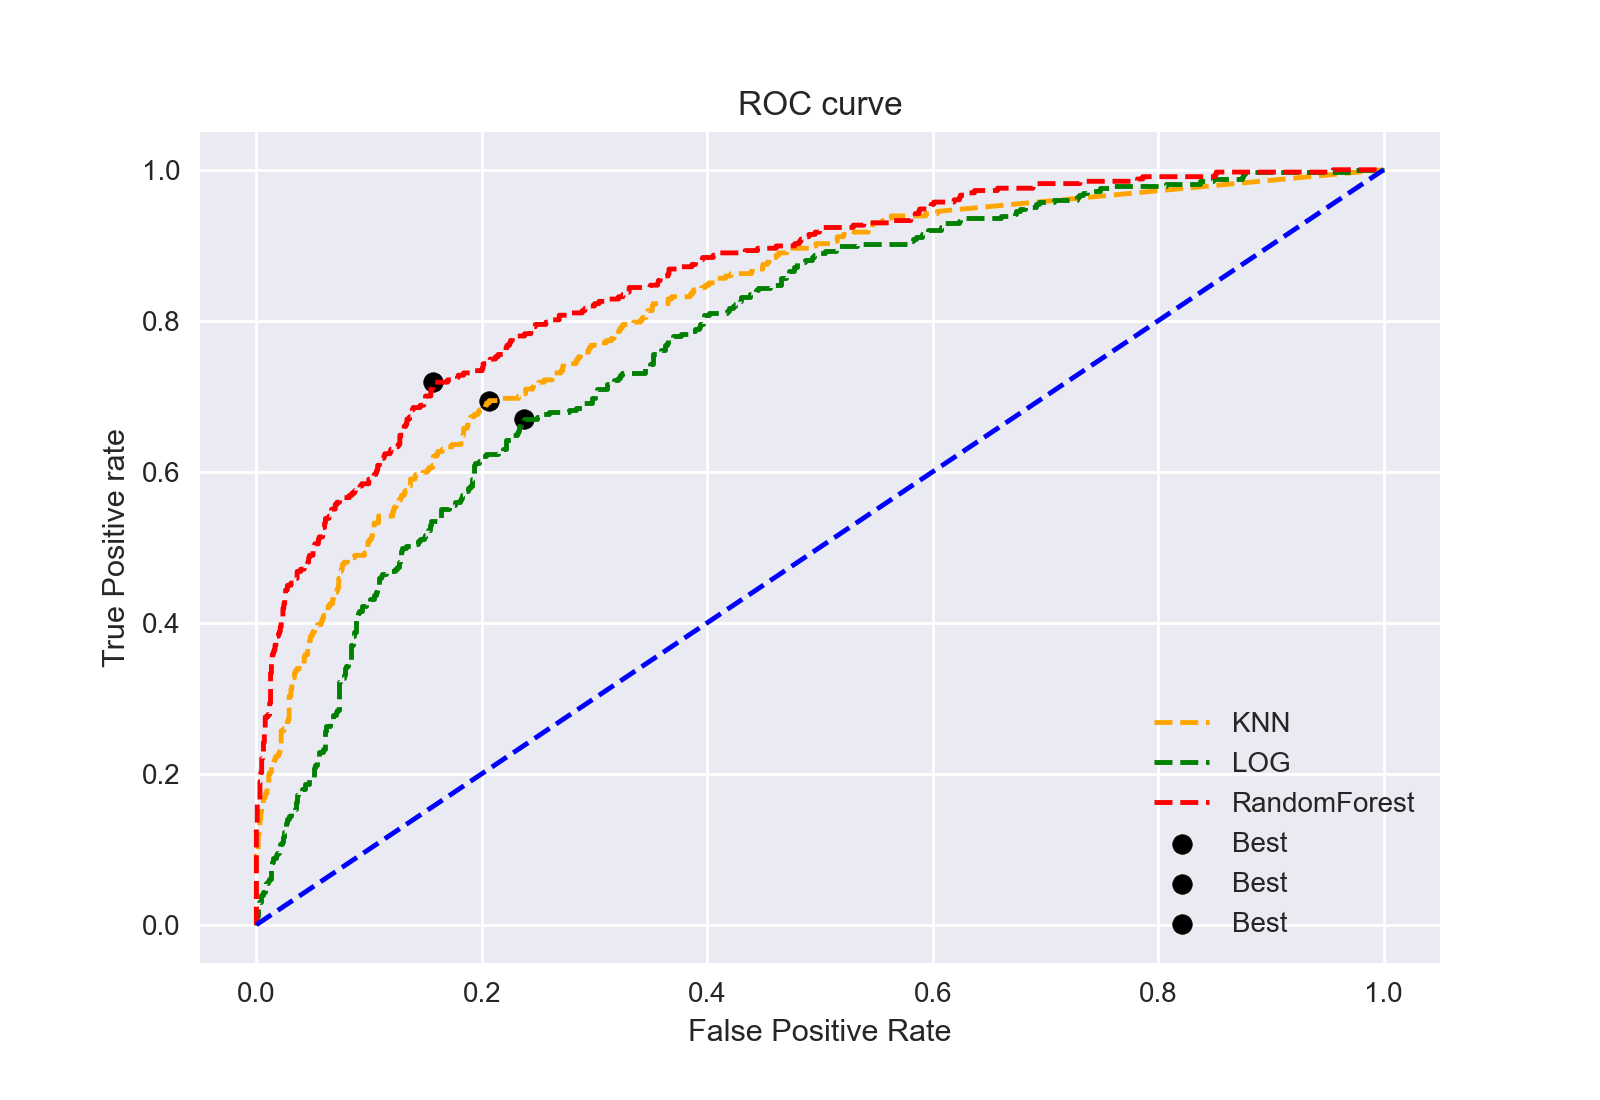 ROC curve
1.0
0.8
0.6
0.4
0.2
0.0
True Positive rate
KNN
LOG
RandomForest
Best
Best
Best
0.0 0.2 0.4 0.6 0.8 1.0
False Positive Rate